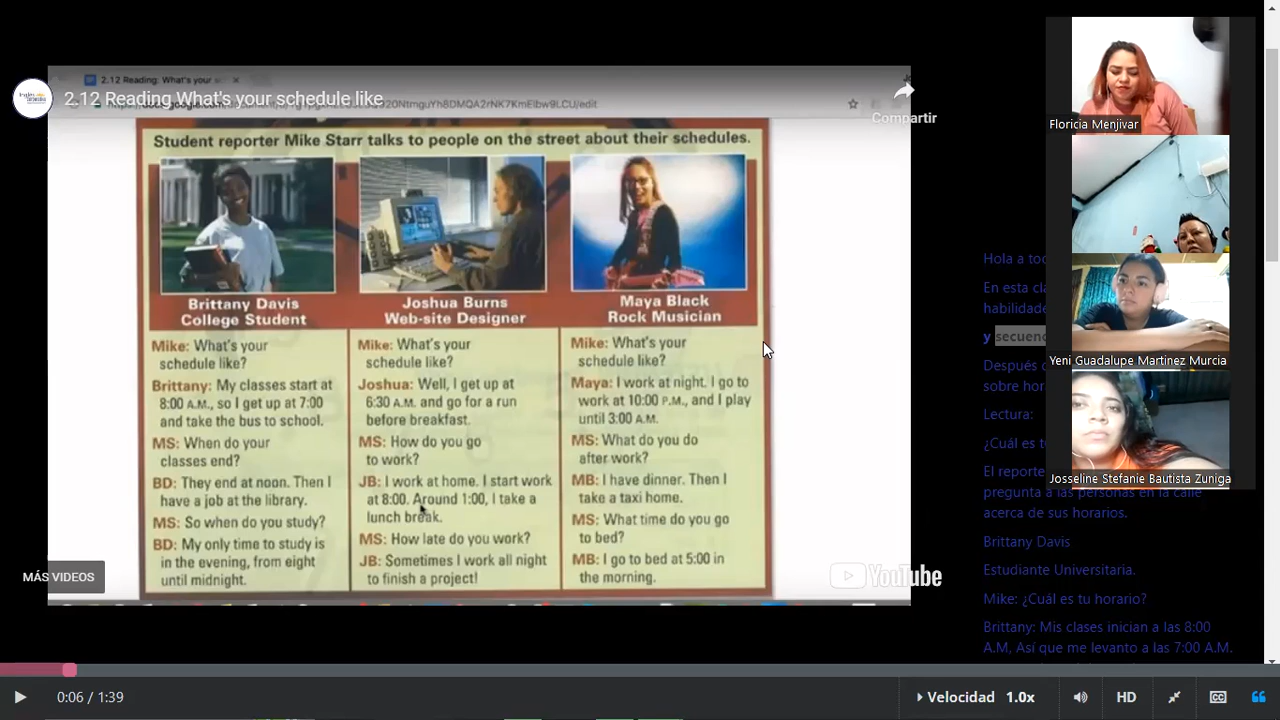 2.12 Reading: What's your
2.12 Reading What's your schedule like
Compartir
Student reporter Mike Starr talks to people on the street about their schedules.
Brittany Davis
College Student
Mike: What's your
schedule like?
Brittany: My classes start at
8:00 A.M., so I get up at 7:00
and take the bus to school.
MS: When do your
classes end?
BD: They end at noon. Then I
have a job at the library.
MS: So when do you study?
BD: My only time to study is
in the evening, from eight
until midnight.
Joshua Burns
Web-site Designer
Mike: What's your
schedule like?
Joshua: Well, I get up at
6:30 A.M. and go for a run
before breakfast.
MS: How do you go
to work?
JB: I work at home. I start work
at 8:00. Around 1:00, I take a
lunch break.
MS: How late do you work?
JB: Sometimes I work all night
to finish a project!
Maya Black
Rock Musician
Mike: What's your
schedule like?
Maya: I work at night. I go to
work at 10:00 P.M., and I play
until 3:00 A.M.
MS: What do you do
after work?
MB: I have dinner. Then I
take a taxi home.
MS: What time do you go
to bed?
MB: I go to bed at 5:00 in
the morning.
MÁS VIDEOS
YouTube
Floricia Menjivar
Yeni Guadalupe Martinez Murcia
Josseline Stefanie Bautista Zuniga
Hola a
En esta
y
Después
sobre
Lectura:
¿Cuál es
El reporte
pregunta a las personas en la calle
acerca de sus horarios.
Brittany Davis
Estudiante Universitaria.
Mike: ¿Cuál es tu horario?
Brittany: Mis clases inician a las 8:00
A.M, Así que me levanto a las 7:00 A.M.
0:06 / 1:39
Velocidad 1.0x
HD